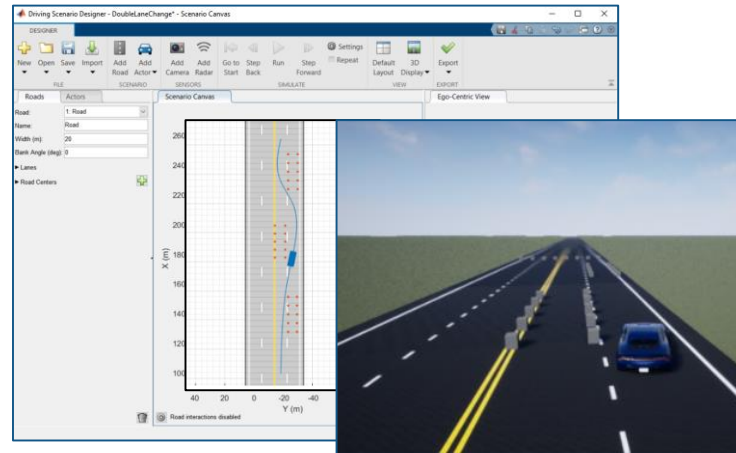 Driving Scenario Designer - DoubleLaneChange* - Scenario Canvas
DESIGNER
New Open Save Import Add Road Add Actor Add Camera Add Radar Go to Start Step Back Run Step Forward Settings Repeat Default Layout 3D Display Export
FILE SCENARIO SENSORS SIMULATE VIEW EXPORT
Roads Actors Scenario Canvas Ego-Centric View
Road: 1: Road
Name: Road
Width (m): 20
Bank Angle (deg): 0
Lanes
Road Centers
260
240
220
200
180
160
140
120
100
X (m)
40 20 0 -20 -40
Y (m)
Road interactions disabled